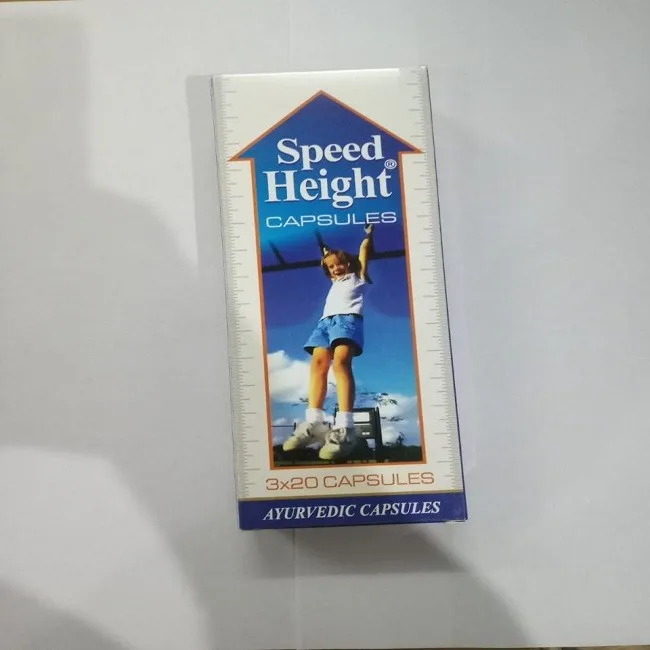 Speed
Height®
CAPSULES
3x20 CAPSULES
AYURVEDIC CAPSULES